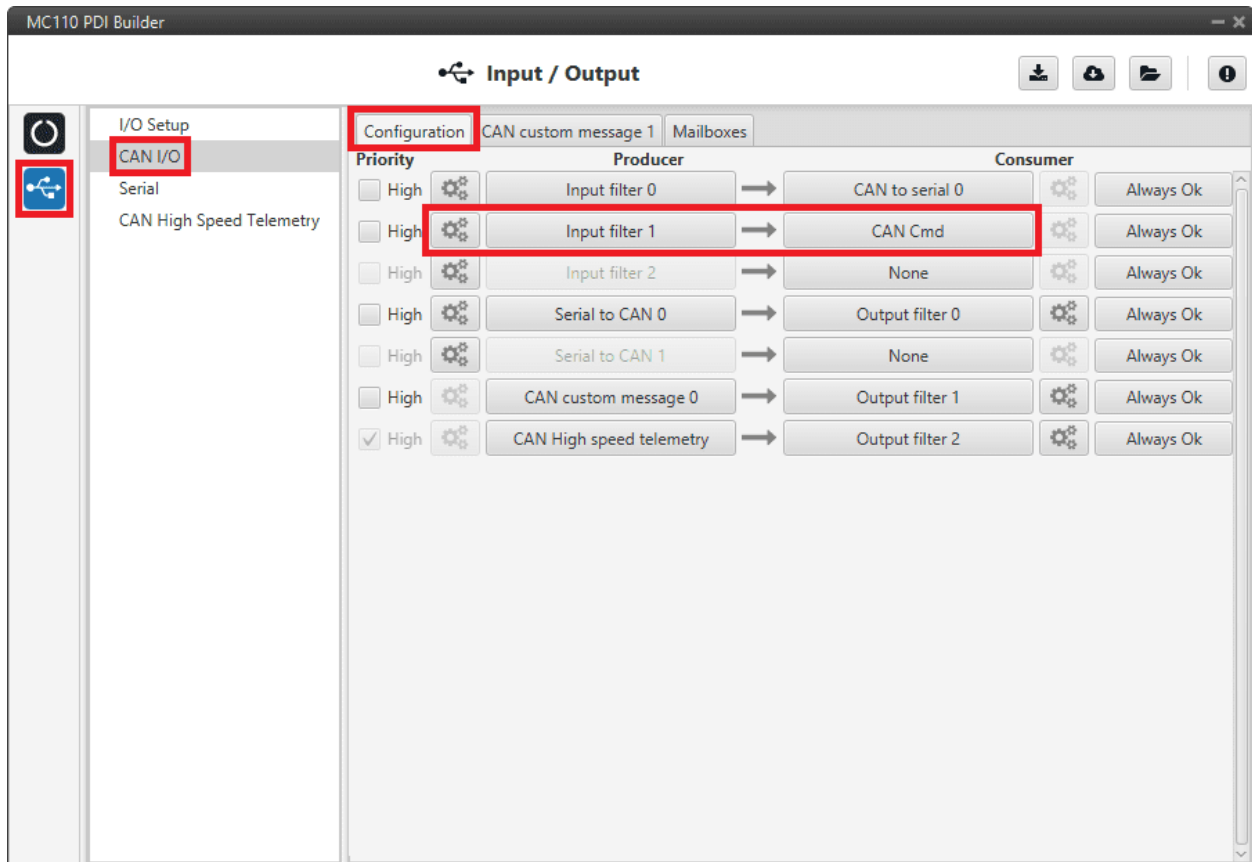 MC110 PDI Builder
Input / Output
I/O Setup
CAN I/O
Serial
CAN High Speed Telemetry
Configuration CAN custom message 1 Mailboxes
Priority Producer Consumer
High Input filter 0 CAN to serial 0 Always Ok
High Input filter 1 CAN Cmd Always Ok
High Input filter 2 None Always Ok
High Serial to CAN 0 Output filter 0 Always Ok
High Serial to CAN 1 None Always Ok
High CAN custom message 0 Output filter 1 Always Ok
High CAN High speed telemetry Output filter 2 Always Ok